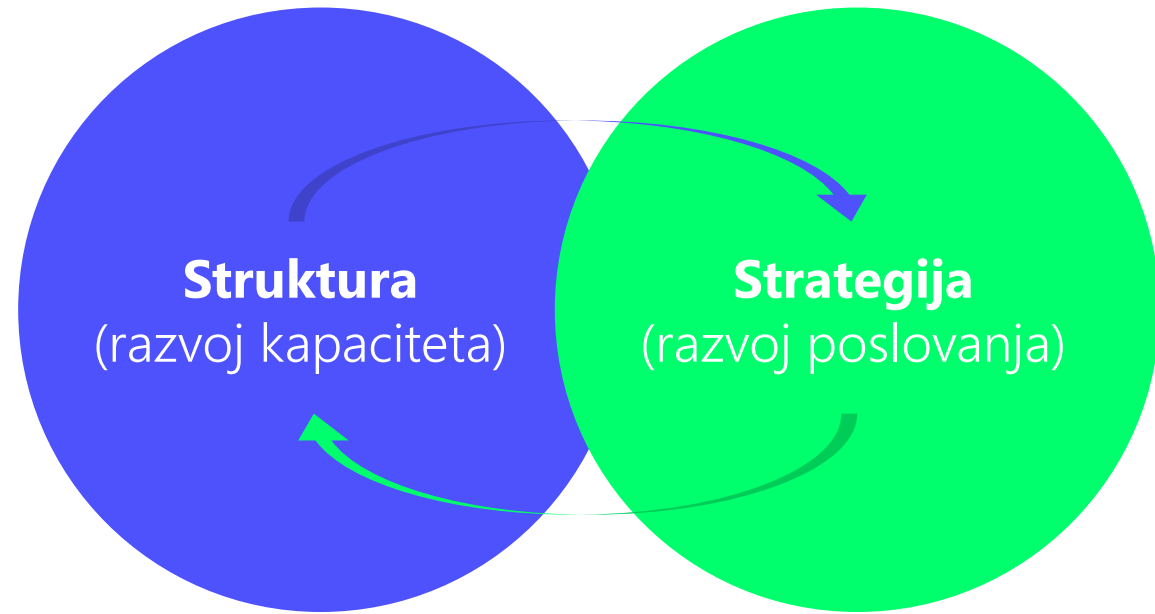 Struktura
(razvoj kapaciteta)
Strategija
(razvoj poslovanja)